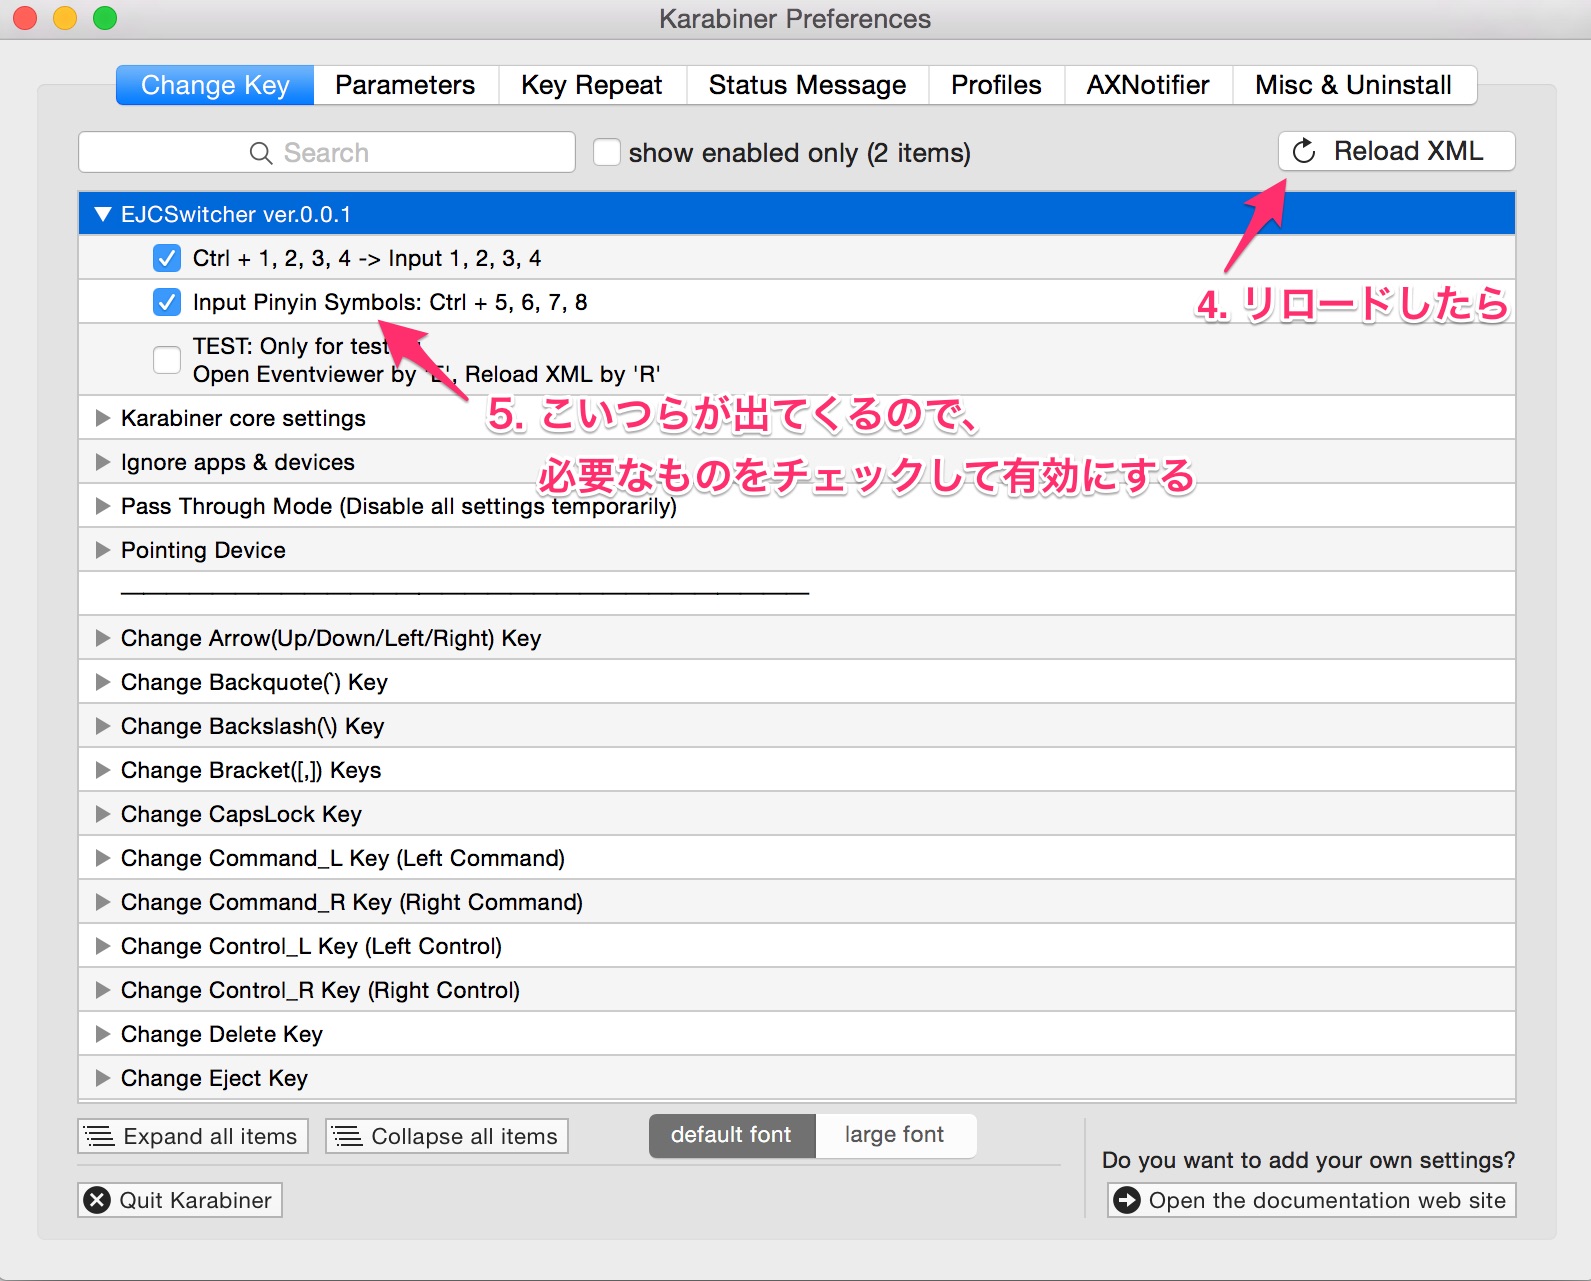 Karabiner Preferences
Change Key
Parameters
Key Repeat
Status Message
Profiles
AXNotifier
Misc & Uninstall
Search
show enabled only (2 items)
Reload XML
▼ EJCSwitcher ver.0.0.1
Ctrl + 1, 2, 3, 4 -> Input 1, 2, 3, 4
Input Pinyin Symbols: Ctrl + 5, 6, 7, 8
4. リロードしたら
TEST: Only for test
Open Eventviewer by 'E', Reload XML by 'R'
5. こいつらが出てくるので、
必要なものをチェックして有効にする
Karabiner core settings
Ignore apps & devices
Pass Through Mode (Disable all settings temporarily)
Pointing Device
Change Arrow(Up/Down/Left/Right) Key
Change Backquote(`) Key
Change Backslash(\) Key
Change Bracket([,]) Keys
Change CapsLock Key
Change Command_L Key (Left Command)
Change Command_R Key (Right Command)
Change Control_L Key (Left Control)
Change Control_R Key (Right Control)
Change Delete Key
Change Eject Key
Expand all items
Collapse all items
default font
large font
Do you want to add your own settings?
Quit Karabiner
Open the documentation web site